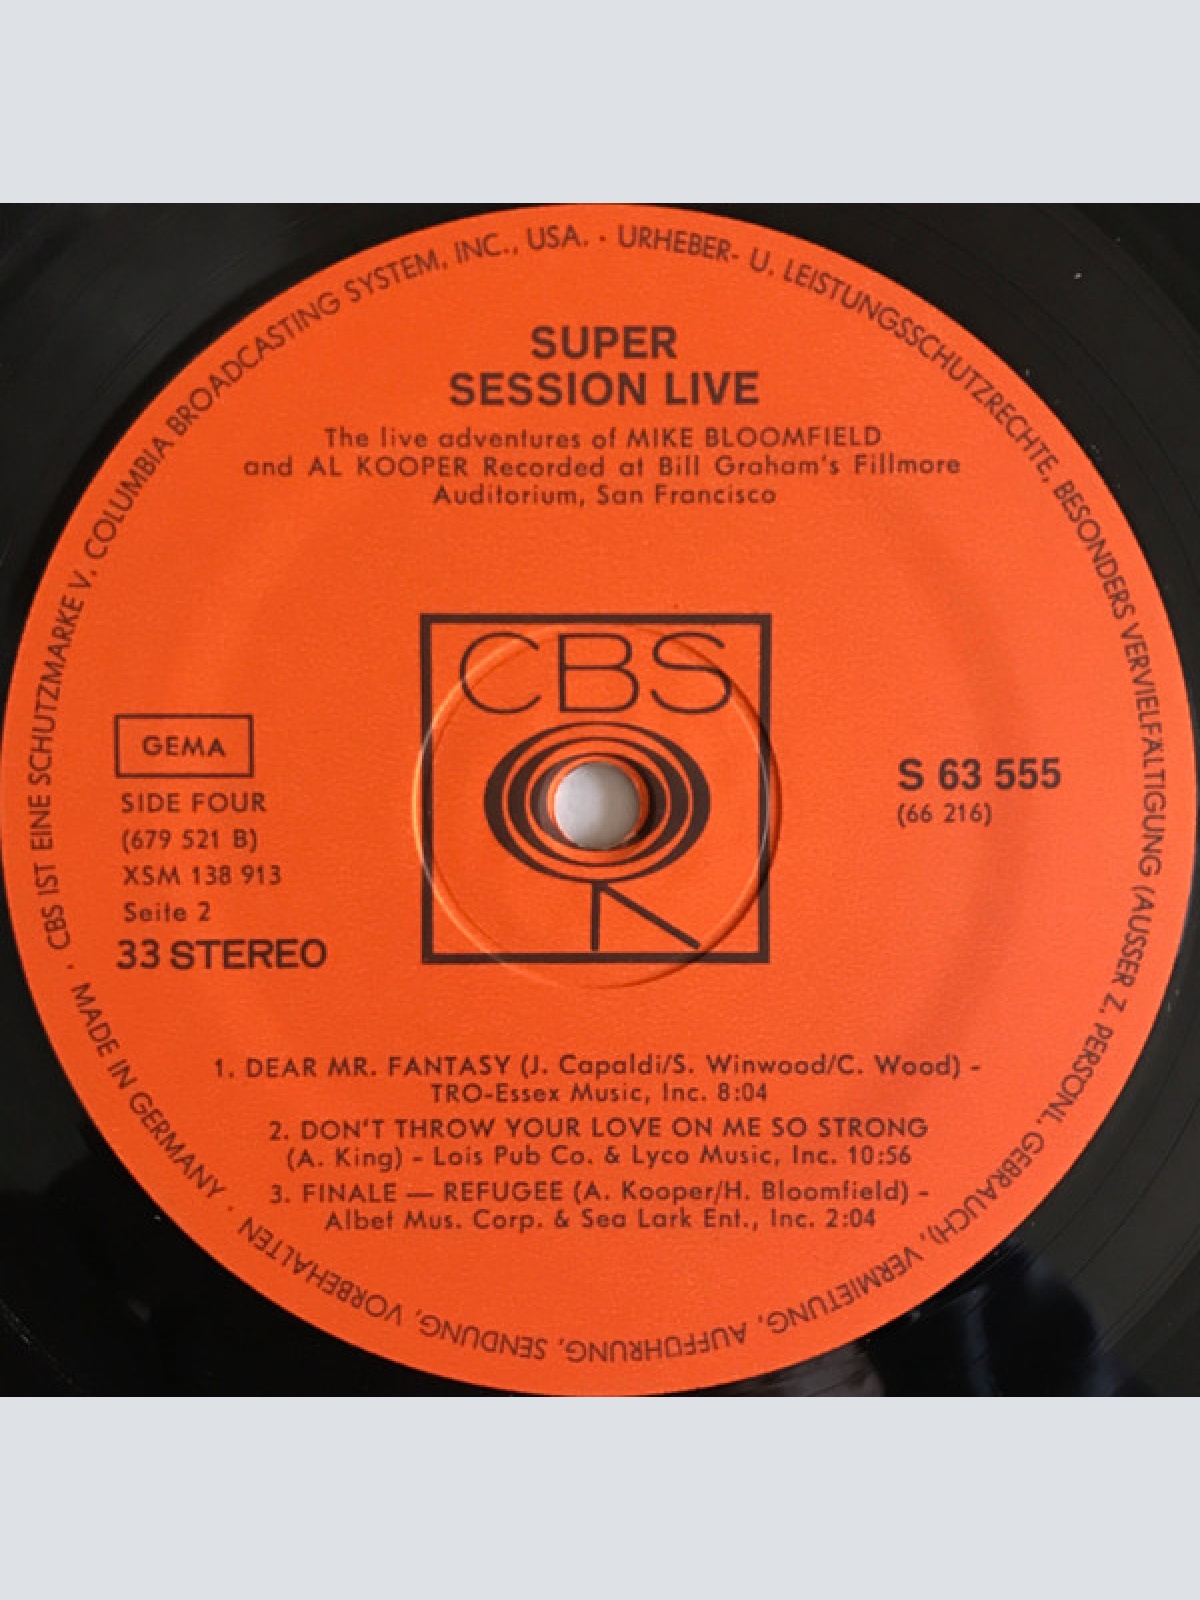 CBS IST EINE SCHUTZMARKE V. COLUMBIA BROADCASTING SYSTEM, INC., USA. · URHEBER- U. LEISTUNGSSCHUTZRECHTE, BESONDERS VERVIELFÄLTIGUNG (AUSSER Z. PERSÖNL. GEBRAUCH), VERMIETUNG, AUFFÜHRUNG, SENDUNG, VORBEHALTEN · MADE IN GERMANY ·
SUPER
SESSION LIVE
The live adventures of MIKE BLOOMFIELD
and AL KOOPER Recorded at Bill Graham's Fillmore
Auditorium, San Francisco
CBS
GEMA
SIDE FOUR
(679 521 B)
XSM 138 913
Seite 2
33 STEREO
S 63 555
(66 216)
1. DEAR MR. FANTASY (J. Capaldi/S. Winwood/C. Wood) -
TRO-Essex Music, Inc. 8:04
2. DON'T THROW YOUR LOVE ON ME SO STRONG
(A. King) - Lois Pub Co. & Lyco Music, Inc. 10:56
3. FINALE — REFUGEE (A. Kooper/H. Bloomfield) -
Albet Mus. Corp. & Sea Lark Ent., Inc. 2:04